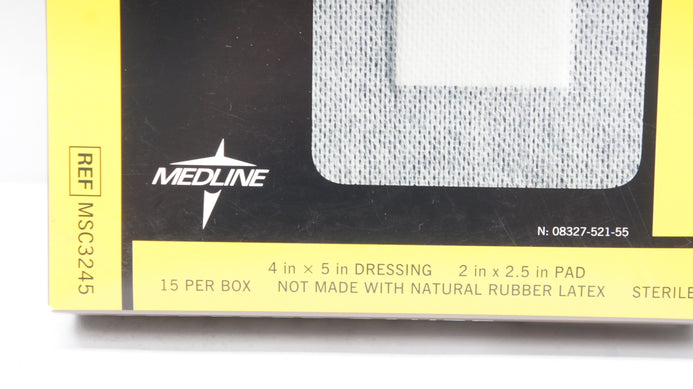 REF MSC3245
MEDLINE
N: 08327-521-55
4 in × 5 in DRESSING 2 in x 2.5 in PAD
15 PER BOX NOT MADE WITH NATURAL RUBBER LATEX STERILE